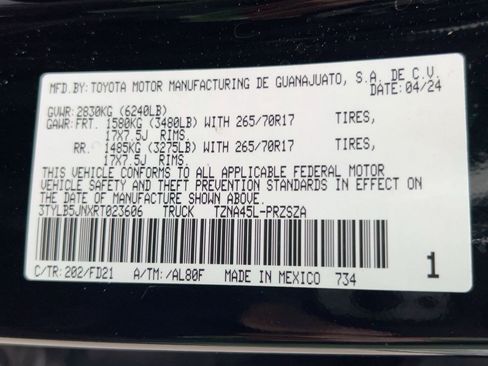 MFD.BY:TOYOTA MOTOR MANUFACTURING DE GUANAJUATO, S.A. DE C.V.
DATE: 04/24
GVWR: 2830KG (6240LB)
GAWR:FRT. 1580KG (3480LB) WITH 265/70R17 TIRES,
17X7.5J RIMS.
RR. 1485KG (3275LB) WITH 265/70R17 TIRES,
17X7.5J RIMS.
THIS VEHICLE CONFORMS TO ALL APPLICABLE FEDERAL MOTOR
VEHICLE SAFETY AND THEFT PREVENTION STANDARDS IN EFFECT ON
THE DATE OF MANUFACTURE SHOWN ABOVE.
3TYLB5JNXRT023606 TRUCK TZNA45L-PRZSZA
C/TR:202/FD21 A/TM:/AL80F MADE IN MEXICO 734 1